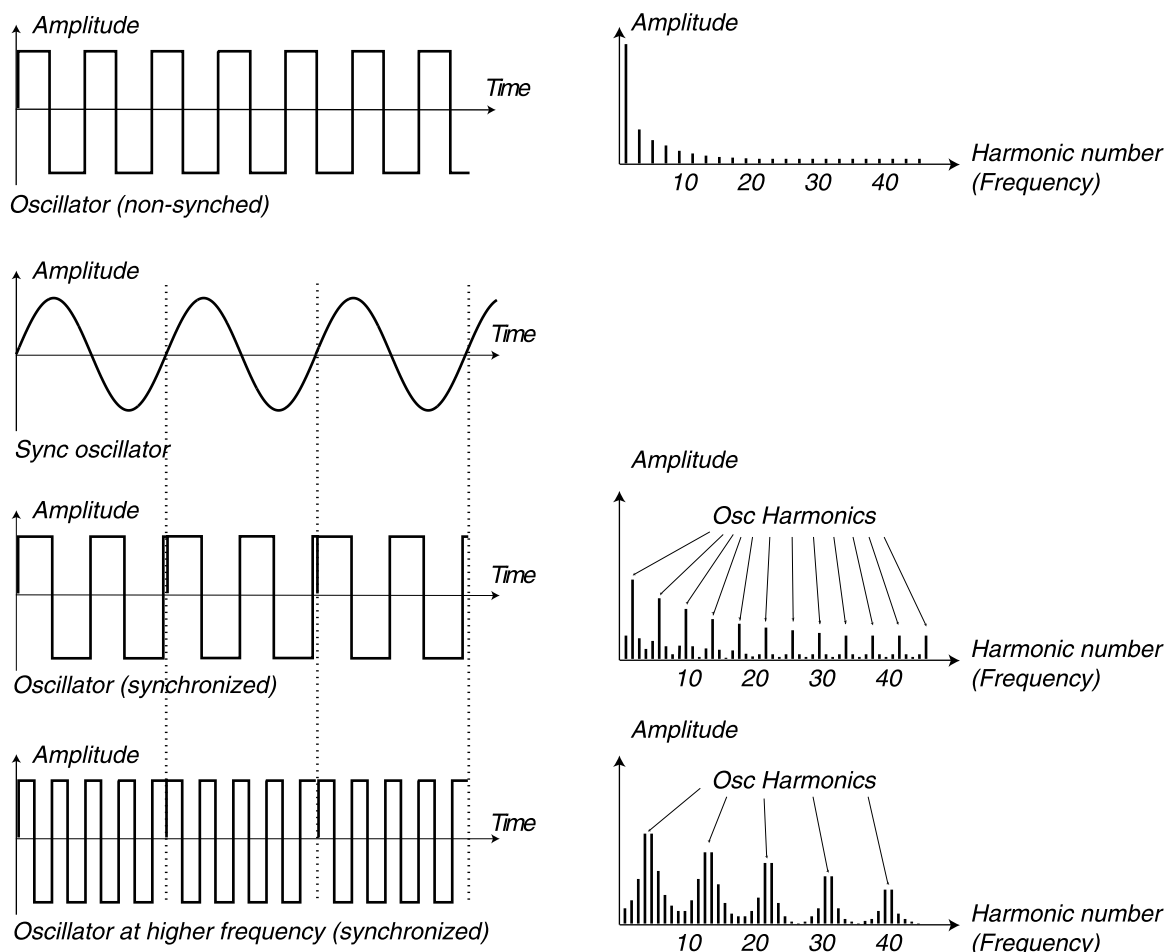 Amplitude
Time
Oscillator (non-synched)
Amplitude
Harmonic number
(Frequency)
10 20 30 40
Amplitude
Time
Sync oscillator
Amplitude
Time
Oscillator (synchronized)
Amplitude
Osc Harmonics
Harmonic number
(Frequency)
10 20 30 40
Amplitude
Time
Oscillator at higher frequency (synchronized)
Amplitude
Osc Harmonics
Harmonic number
(Frequency)
10 20 30 40